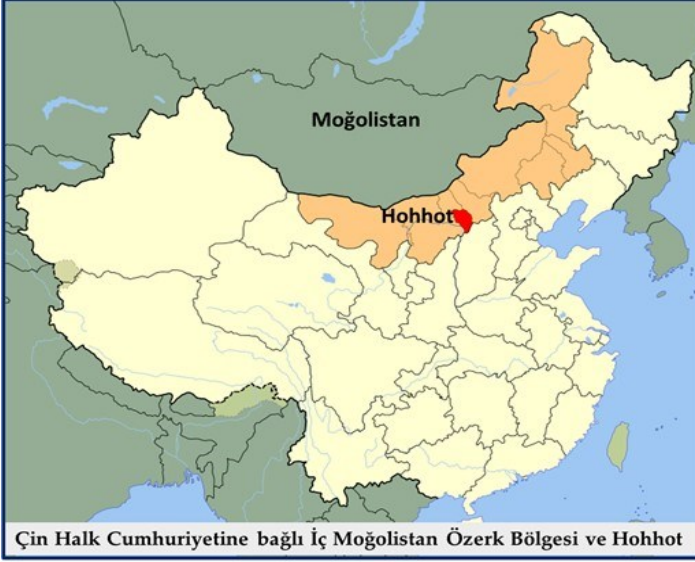 Moğolistan
Hohhot
Çin Halk Cumhuriyetine bağlı İç Moğolistan Özerk Bölgesi ve Hohhot